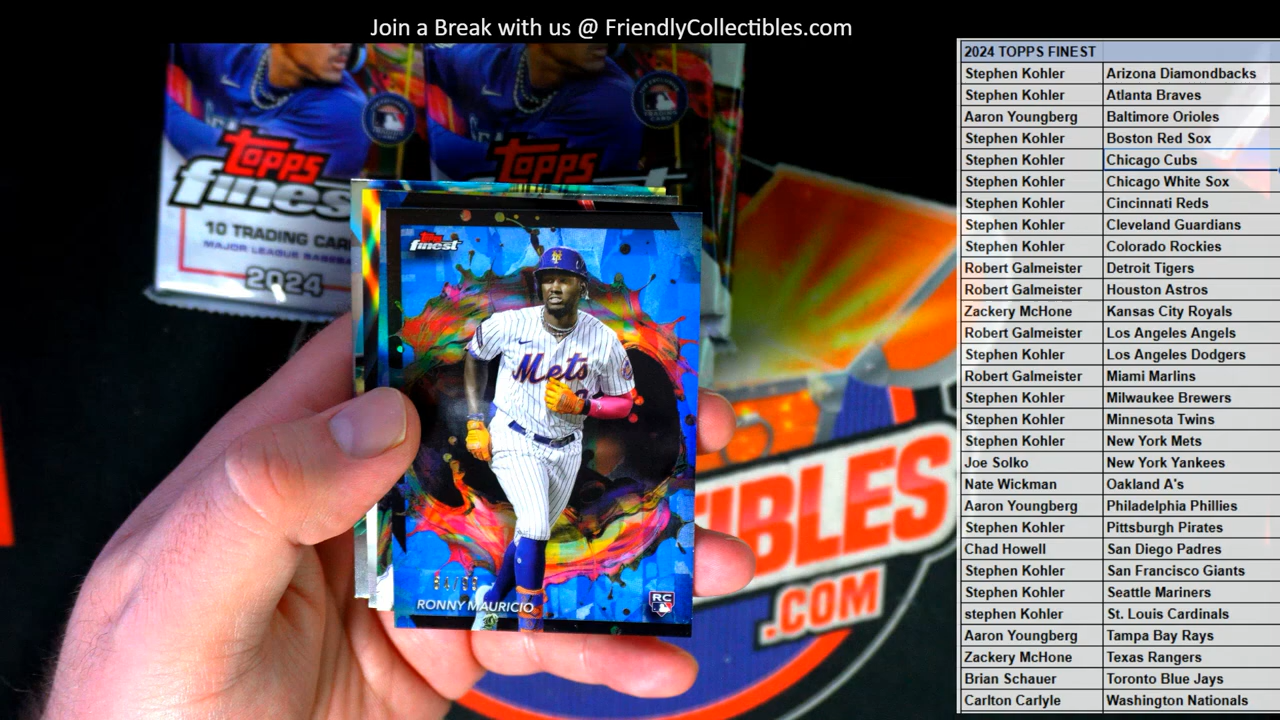 Join a Break with us @ FriendlyCollectibles.com
topps
finest
10 TRADING CAR
MAJOR LEAGUE BASEBA
2024
topps
topps
finest
Mets
RONNY MAURICIO
RC
IBLES
.COM
2024 TOPPS FINEST
Stephen Kohler Arizona Diamondbacks
Stephen Kohler Atlanta Braves
Aaron Youngberg Baltimore Orioles
Stephen Kohler Boston Red Sox
Stephen Kohler Chicago Cubs
Stephen Kohler Chicago White Sox
Stephen Kohler Cincinnati Reds
Stephen Kohler Cleveland Guardians
Stephen Kohler Colorado Rockies
Robert Galmeister Detroit Tigers
Robert Galmeister Houston Astros
Zackery McHone Kansas City Royals
Robert Galmeister Los Angeles Angels
Stephen Kohler Los Angeles Dodgers
Robert Galmeister Miami Marlins
Stephen Kohler Milwaukee Brewers
Stephen Kohler Minnesota Twins
Stephen Kohler New York Mets
Joe Solko New York Yankees
Nate Wickman Oakland A's
Aaron Youngberg Philadelphia Phillies
Stephen Kohler Pittsburgh Pirates
Chad Howell San Diego Padres
Stephen Kohler San Francisco Giants
Stephen Kohler Seattle Mariners
stephen Kohler St. Louis Cardinals
Aaron Youngberg Tampa Bay Rays
Zackery McHone Texas Rangers
Brian Schauer Toronto Blue Jays
Carlton Carlyle Washington Nationals